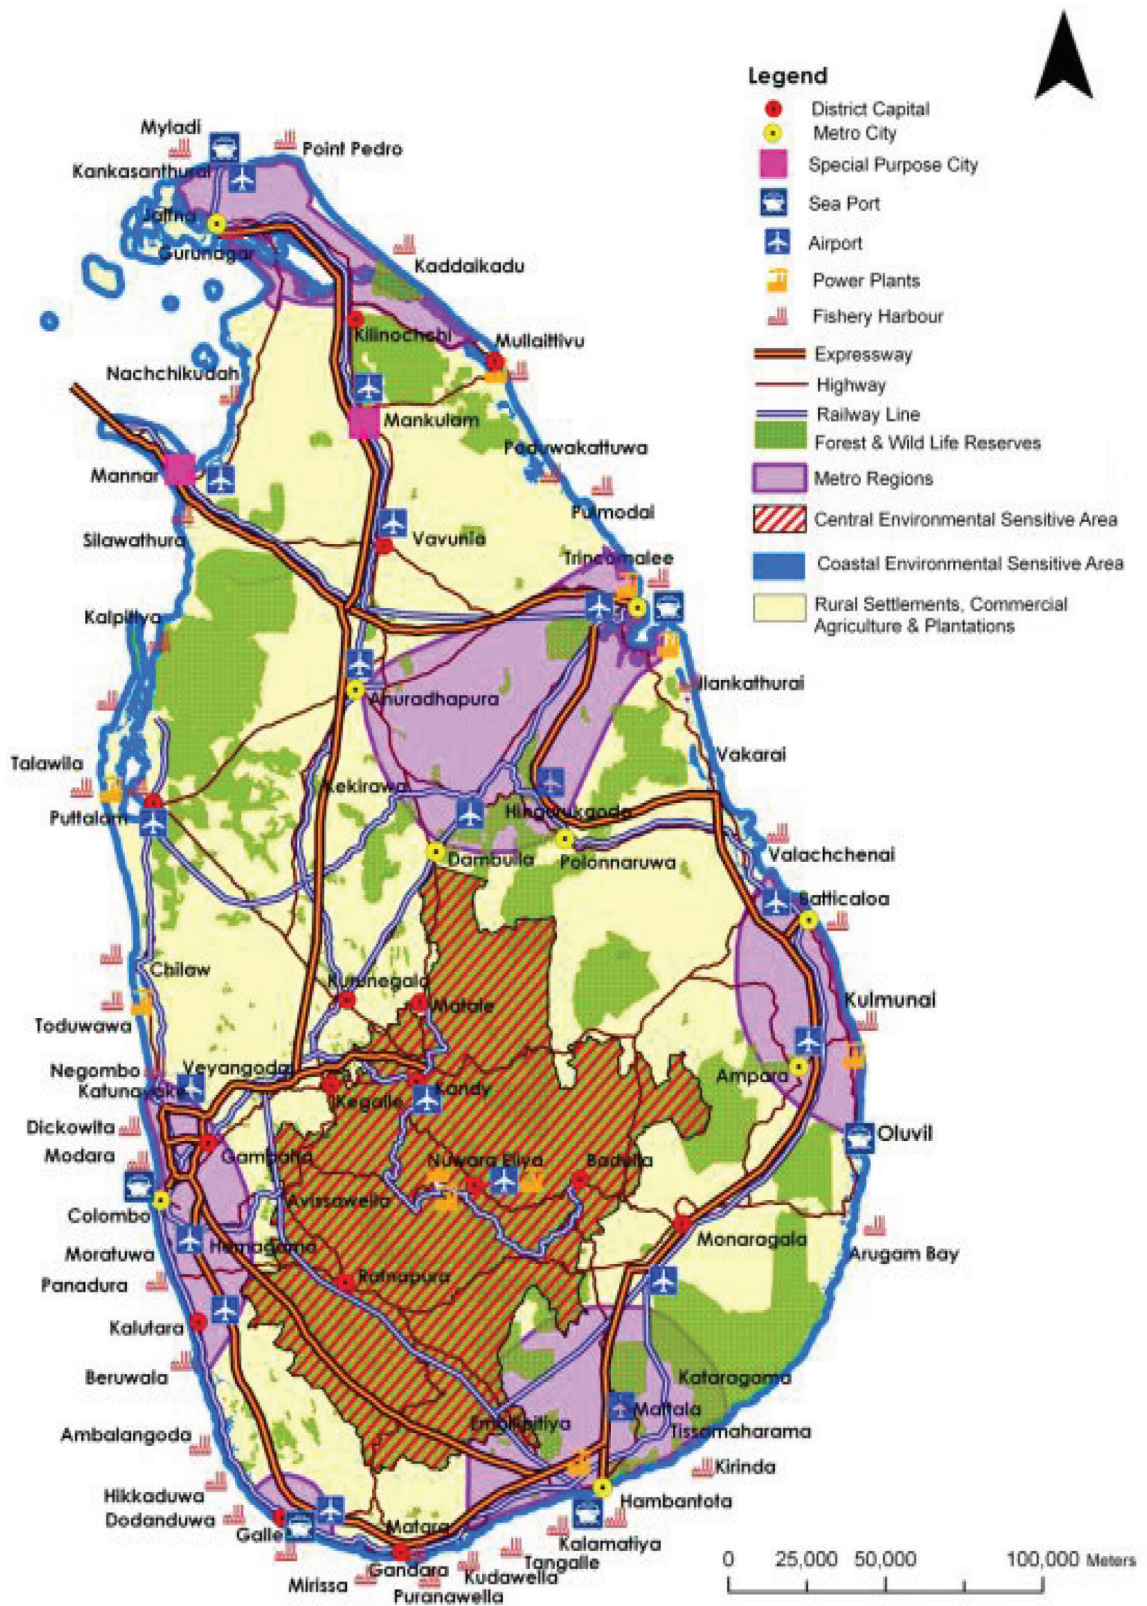 Legend
District Capital
Metro City
Special Purpose City
Sea Port
Airport
Power Plants
Fishery Harbour
Expressway
Highway
Railway Line
Forest & Wild Life Reserves
Metro Regions
Central Environmental Sensitive Area
Coastal Environmental Sensitive Area
Rural Settlements, Commercial
Agriculture & Plantations
Myladi
Point Pedro
Kankasanthurai
Jaffna
Gurunagar
Kaddaikadu
Kilinochchi
Mullaittivu
Nachchikudah
Mankulam
Mannar
Paduwakattuwa
Pulmodai
Silawathura
Vavunia
Trincomalee
Kalpitiya
Ilankathurai
Anuradhapura
Vakarai
Talawila
Kekirawa
Puttalam
Hingurukgoda
Dambulla
Polonnaruwa
Valachchenai
Batticaloa
Chilaw
Kurunegala
Matale
Kulmunai
Toduwawa
Negombo
Veyangoda
Katunayake
Kegalle
Kandy
Ampara
Dickowita
Gampaha
Oluvil
Modara
Nuwara Eliya
Badulla
Avissawella
Colombo
Monaragala
Moratuwa
Homagama
Arugam Bay
Panadura
Ratnapura
Kalutara
Beruwala
Kataragama
Mattala
Ambalangoda
Embilipitiya
Tissamaharama
Kirinda
Hikkaduwa
Hambantota
Dodanduwa
Galle
Matara
Kalamatiya
Tangalle
Gandara
Kudawella
Mirissa
Puranawella
0 25,000 50,000 100,000 Meters